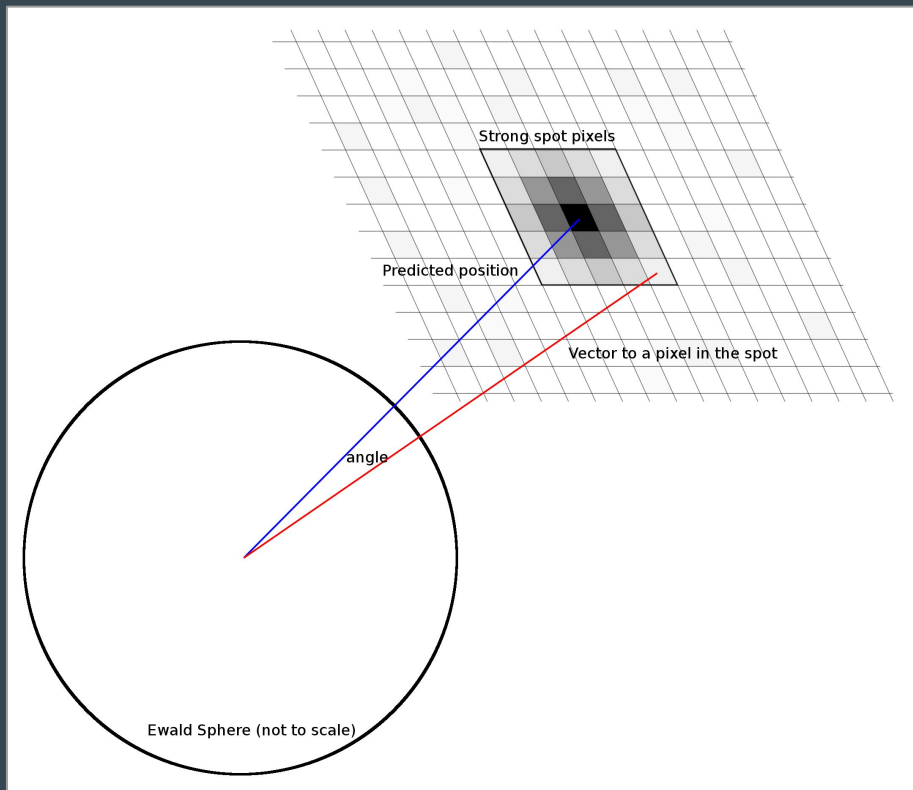 Strong spot pixels
Predicted position
Vector to a pixel in the spot
angle
Ewald Sphere (not to scale)